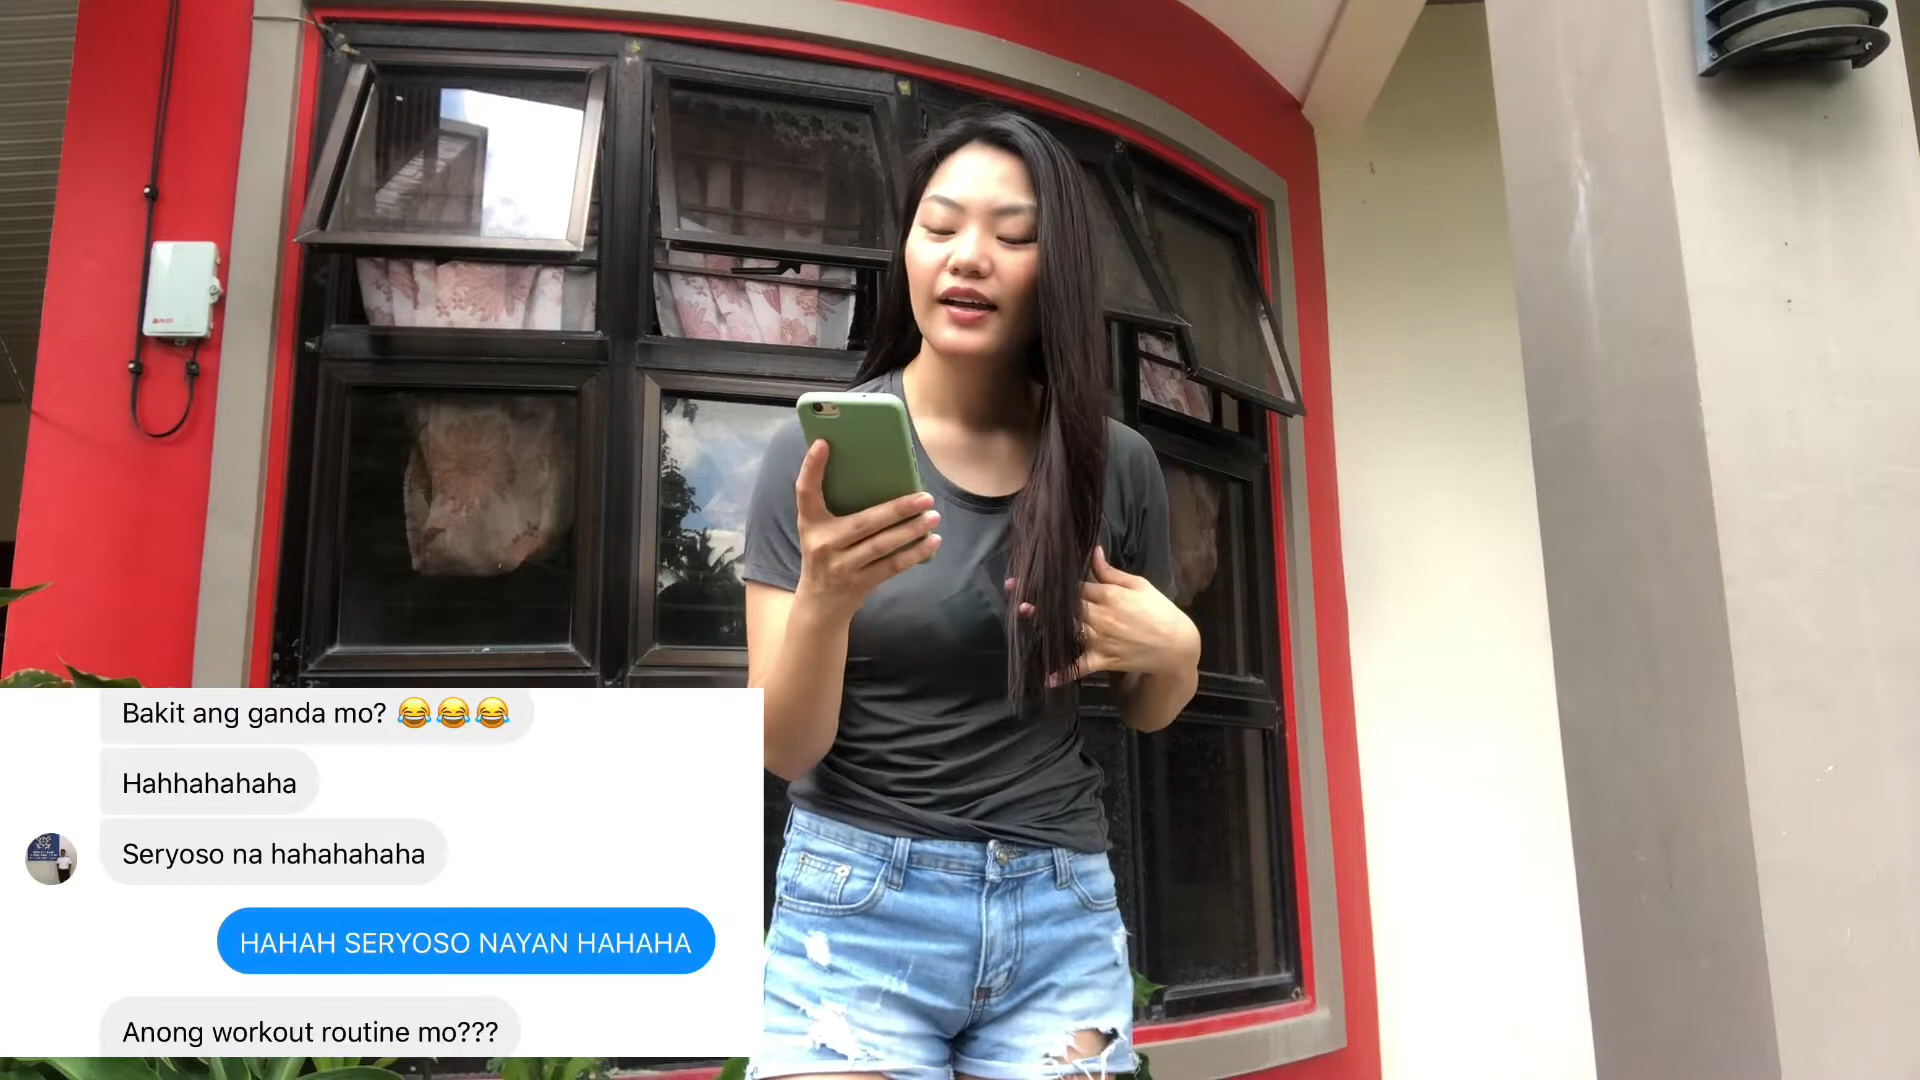 Bakit ang ganda mo? 😂😂😂
Hahhahahaha
Seryoso na hahahahaha
HAHAH SERYOSO NAYAN HAHAHA
Anong workout routine mo???